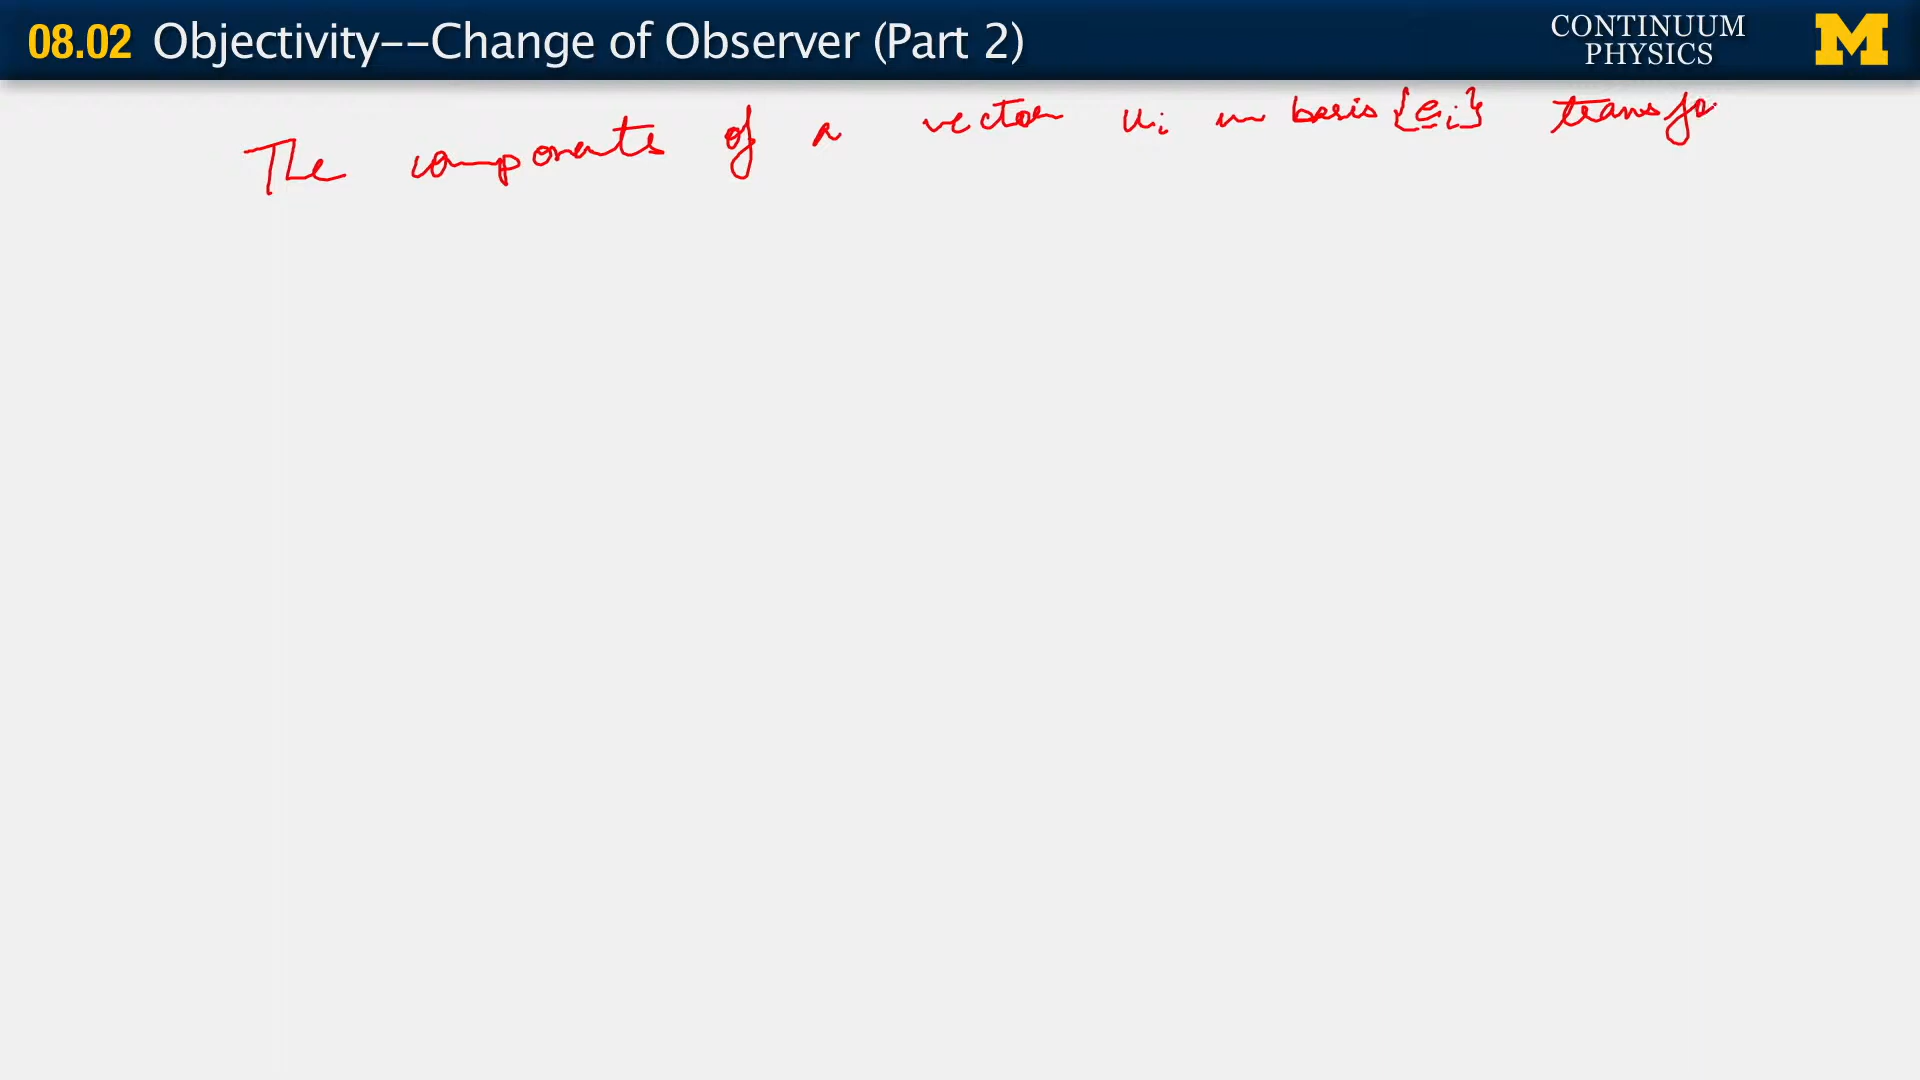 08.02 Objectivity--Change of Observer (Part 2)
CONTINUUM
PHYSICS
M
The components of a vector u_i in basis {e_i} transfo